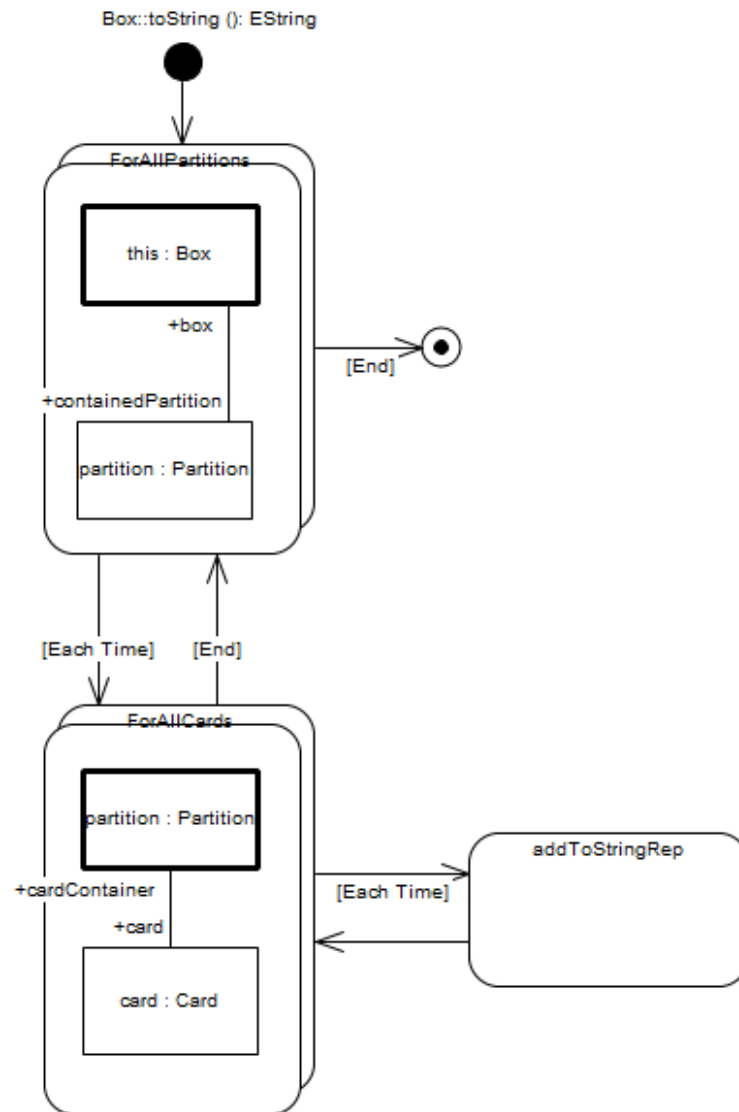 Box::toString (): EString
ForAllPartitions
this : Box
+box
[End]
+containedPartition
partition : Partition
[Each Time]
[End]
ForAllCards
partition : Partition
addToStringRep
+cardContainer
[Each Time]
+card
card : Card